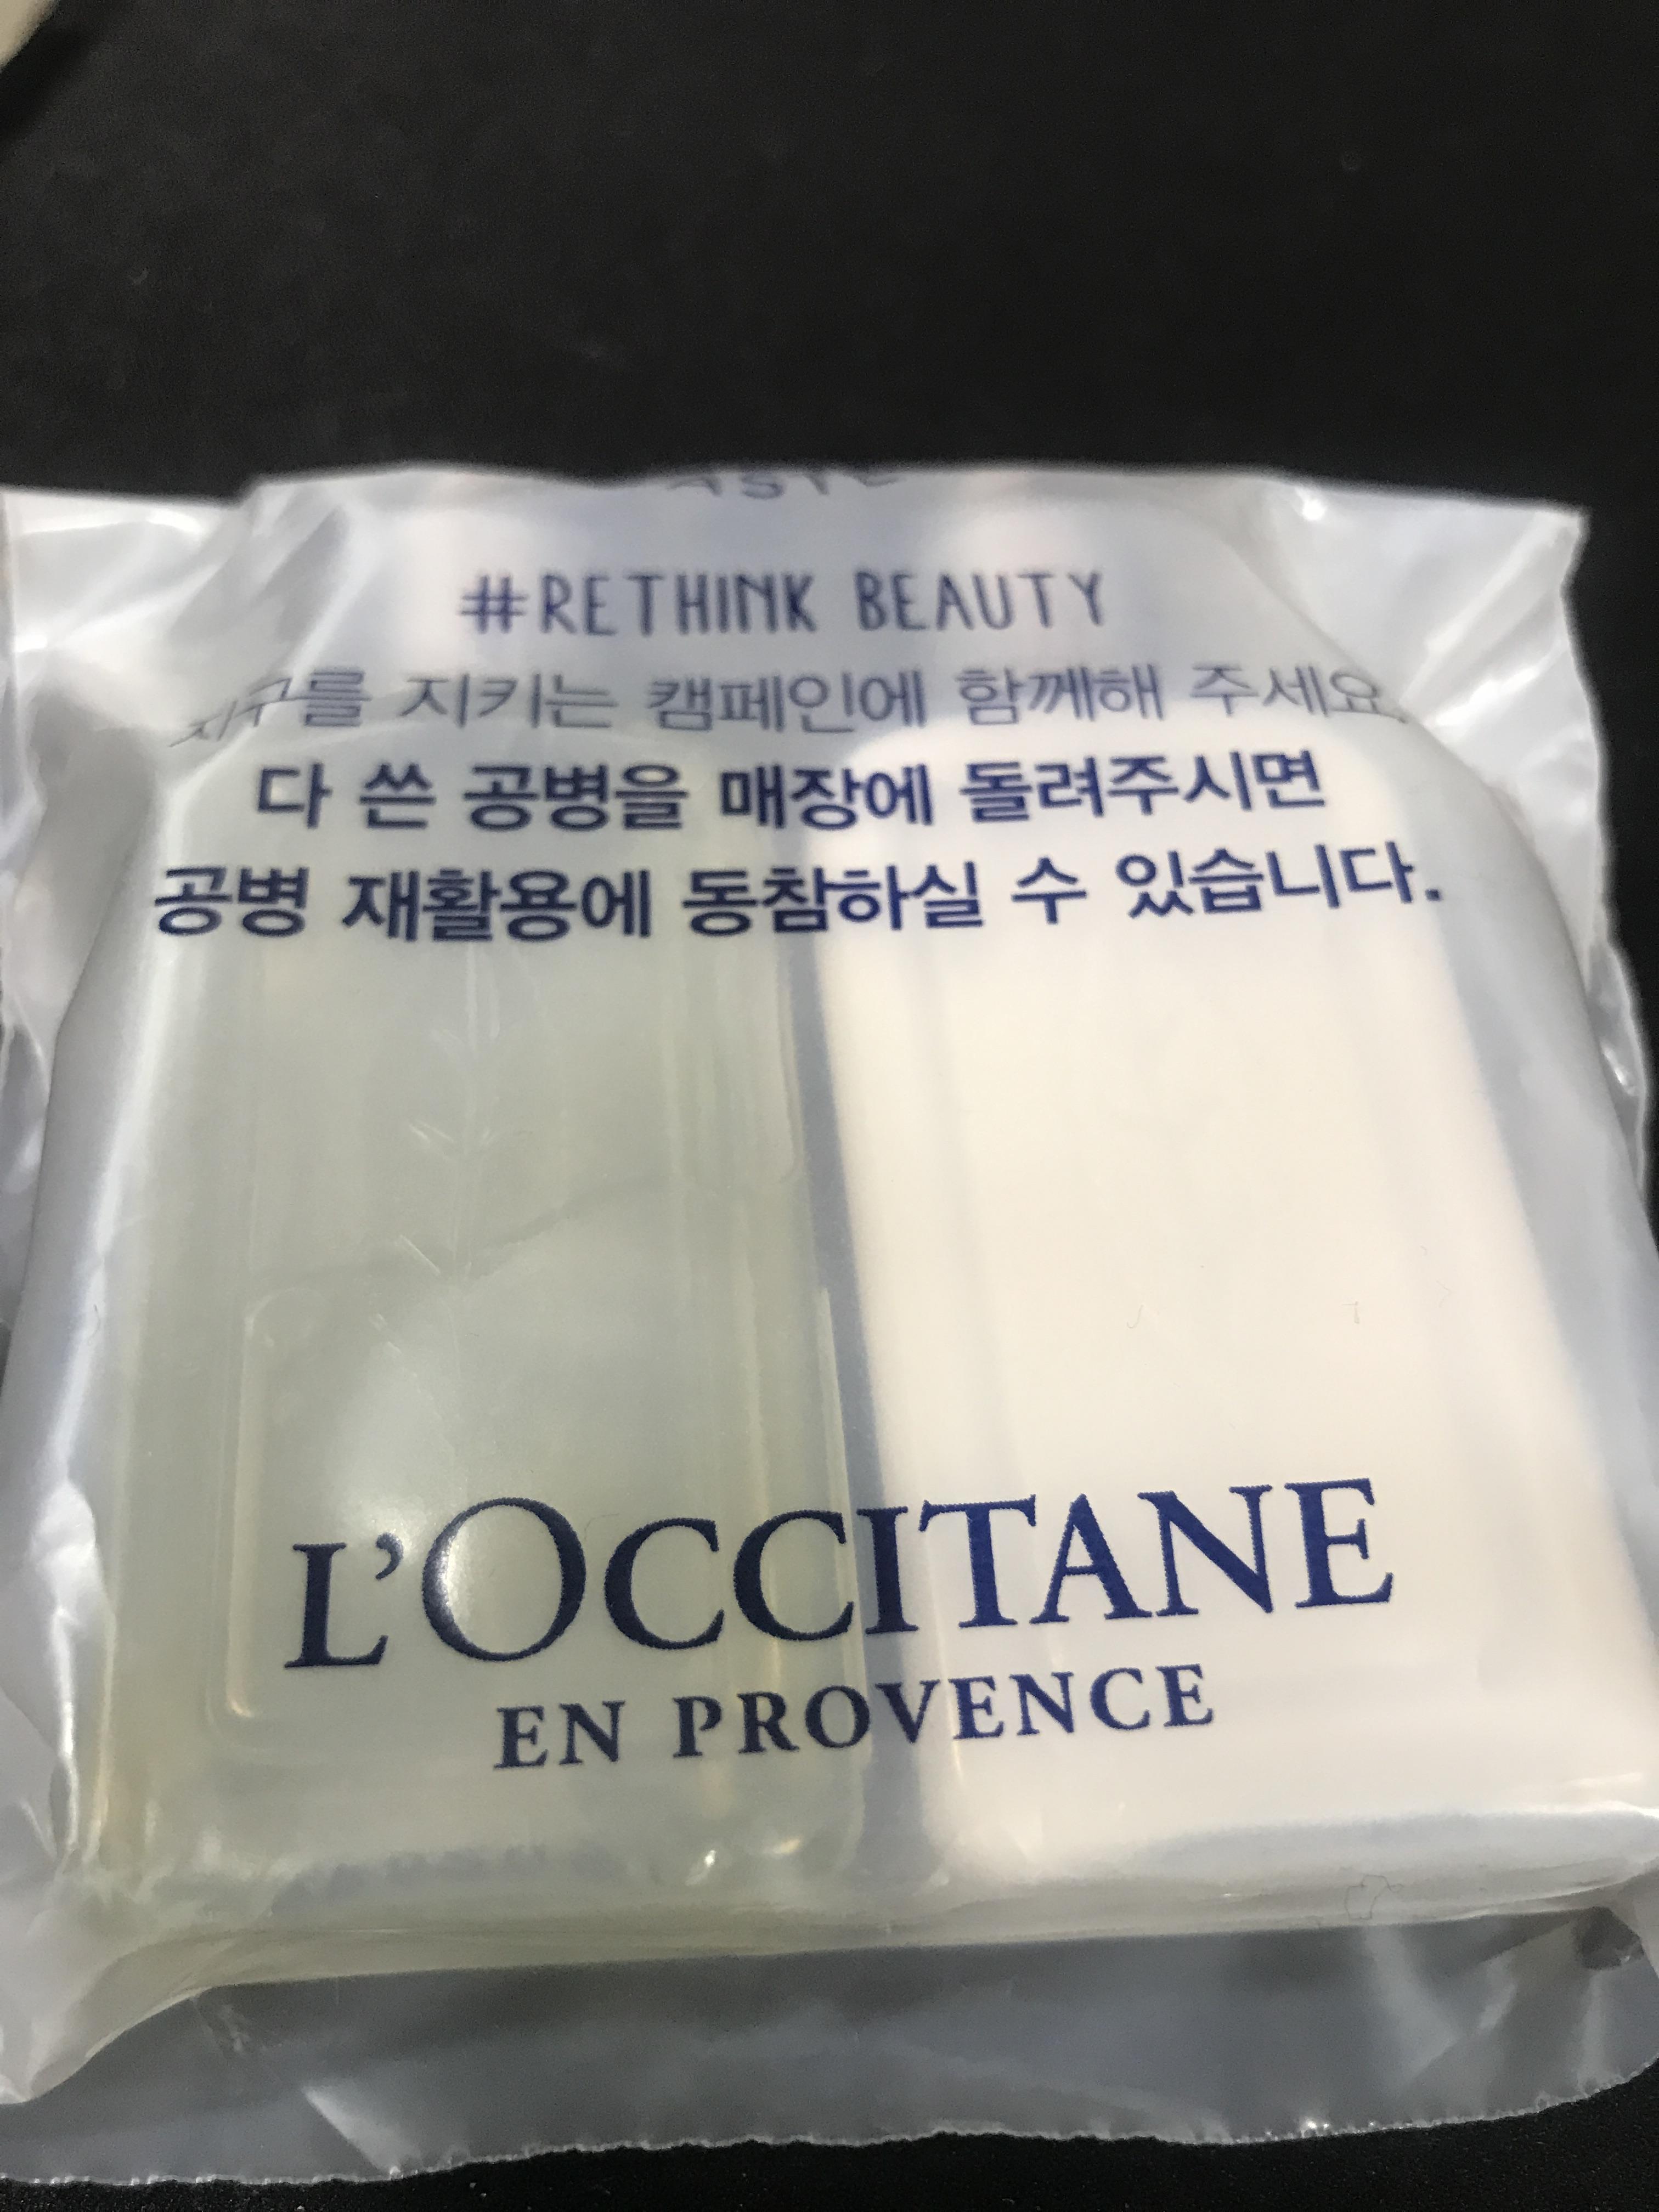 #RETHINK BEAUTY
지구를 지키는 캠페인에 함께해 주세요.
다 쓴 공병을 매장에 돌려주시면
공병 재활용에 동참하실 수 있습니다.
L'OCCITANE
EN PROVENCE